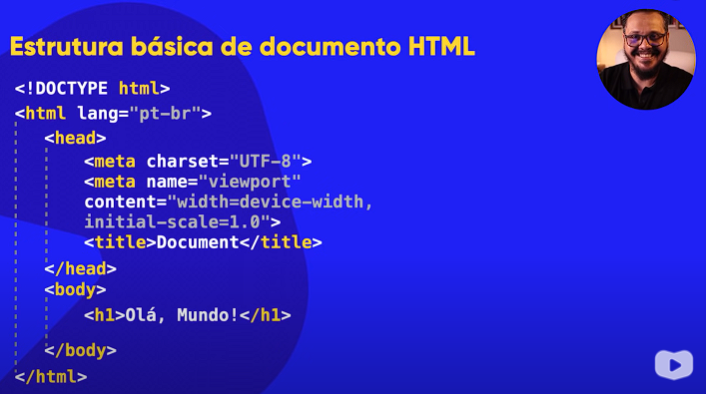 Estrutura básica de documento HTML
<!DOCTYPE html>
<html lang="pt-br">
<head>
<meta charset="UTF-8">
<meta name="viewport"
content="width=device-width,
initial-scale=1.0">
<title>Document</title>
</head>
<body>
<h1>Olá, Mundo!</h1>
</body>
</html>